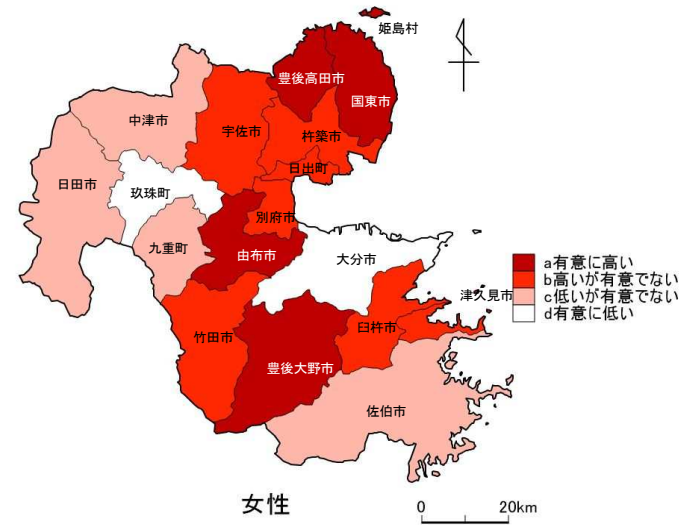 姫島村
豊後高田市
国東市
中津市
宇佐市
杵築市
日出町
日田市
玖珠町
別府市
九重町
由布市
大分市
a有意に高い
b高いが有意でない
c低いが有意でない
d有意に低い
津久見市
臼杵市
竹田市
豊後大野市
佐伯市
女性
0 20km